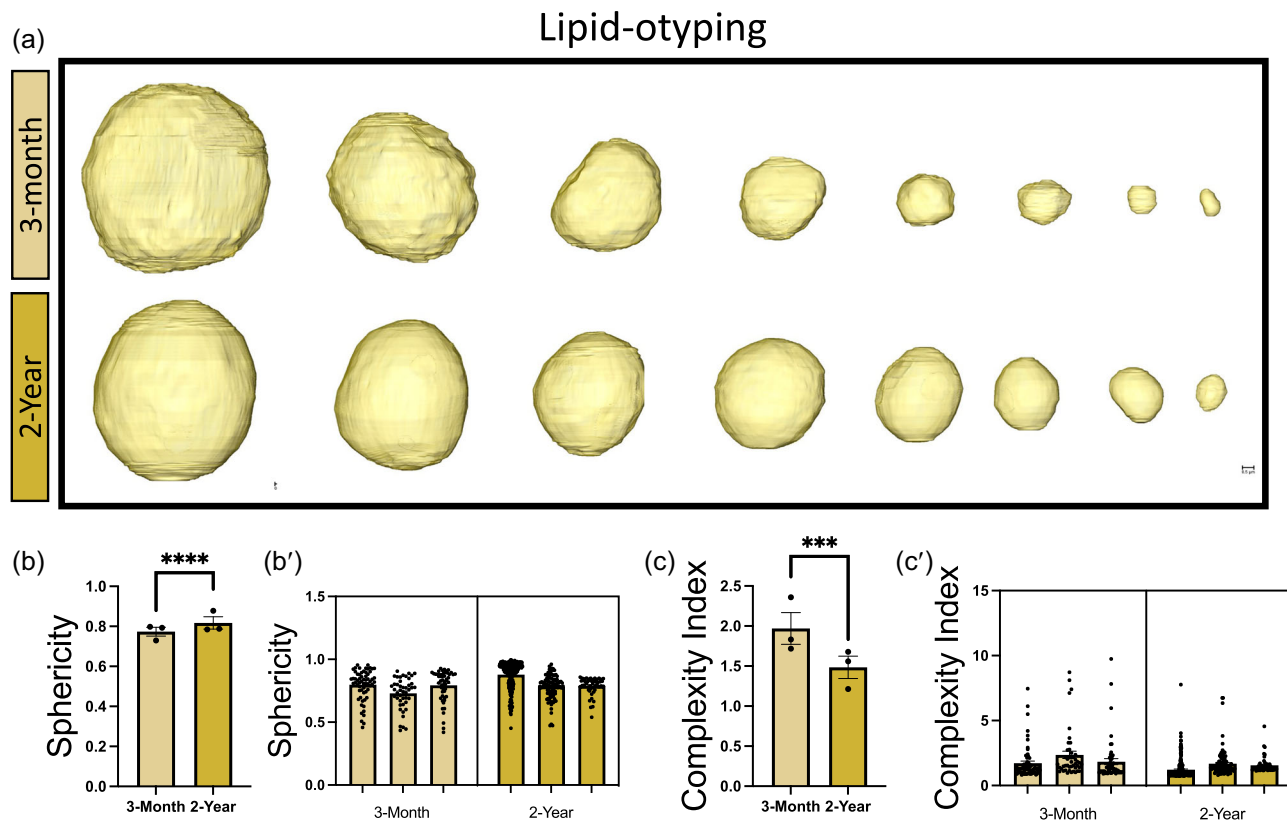 Lipid-otyping
(a)
3-month
2-Year
(b)
Sphericity
1.0
0.8
0.6
0.4
0.2
0.0
****
3-Month 2-Year
(b′)
Sphericity
1.5
1.0
0.5
0.0
3-Month
2-Year
(c)
Complexity Index
2.5
2.0
1.5
1.0
0.5
0.0
***
3-Month 2-Year
(c′)
Complexity Index
15
10
5
0
3-Month
2-Year